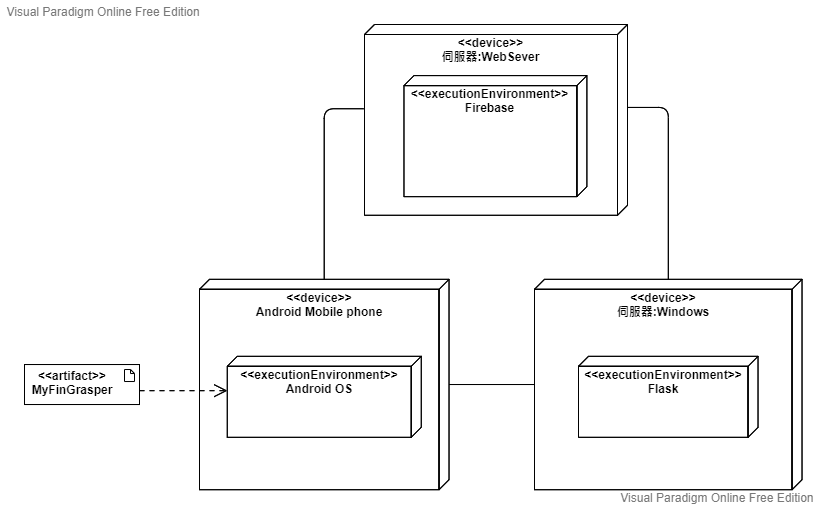 Visual Paradigm Online Free Edition
<<device>>
伺服器:WebSever
<<executionEnvironment>>
Firebase
<<device>>
Android Mobile phone
<<device>>
伺服器:Windows
<<artifact>>
MyFinGrasper
<<executionEnvironment>>
Android OS
<<executionEnvironment>>
Flask
Visual Paradigm Online Free Edition